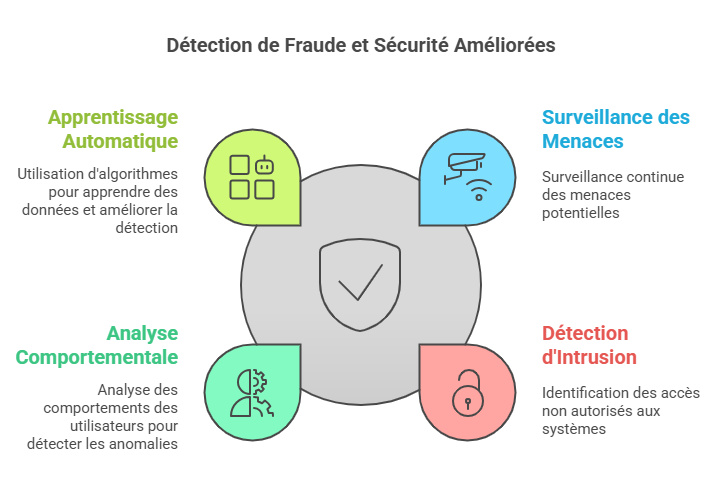 Détection de Fraude et Sécurité Améliorées
Apprentissage
Automatique
Utilisation d'algorithmes
pour apprendre des
données et améliorer la
détection
Surveillance des
Menaces
Surveillance continue
des menaces
potentielles
Analyse
Comportementale
Analyse des
comportements des
utilisateurs pour
détecter les anomalies
Détection
d'Intrusion
Identification des accès
non autorisés aux
systèmes